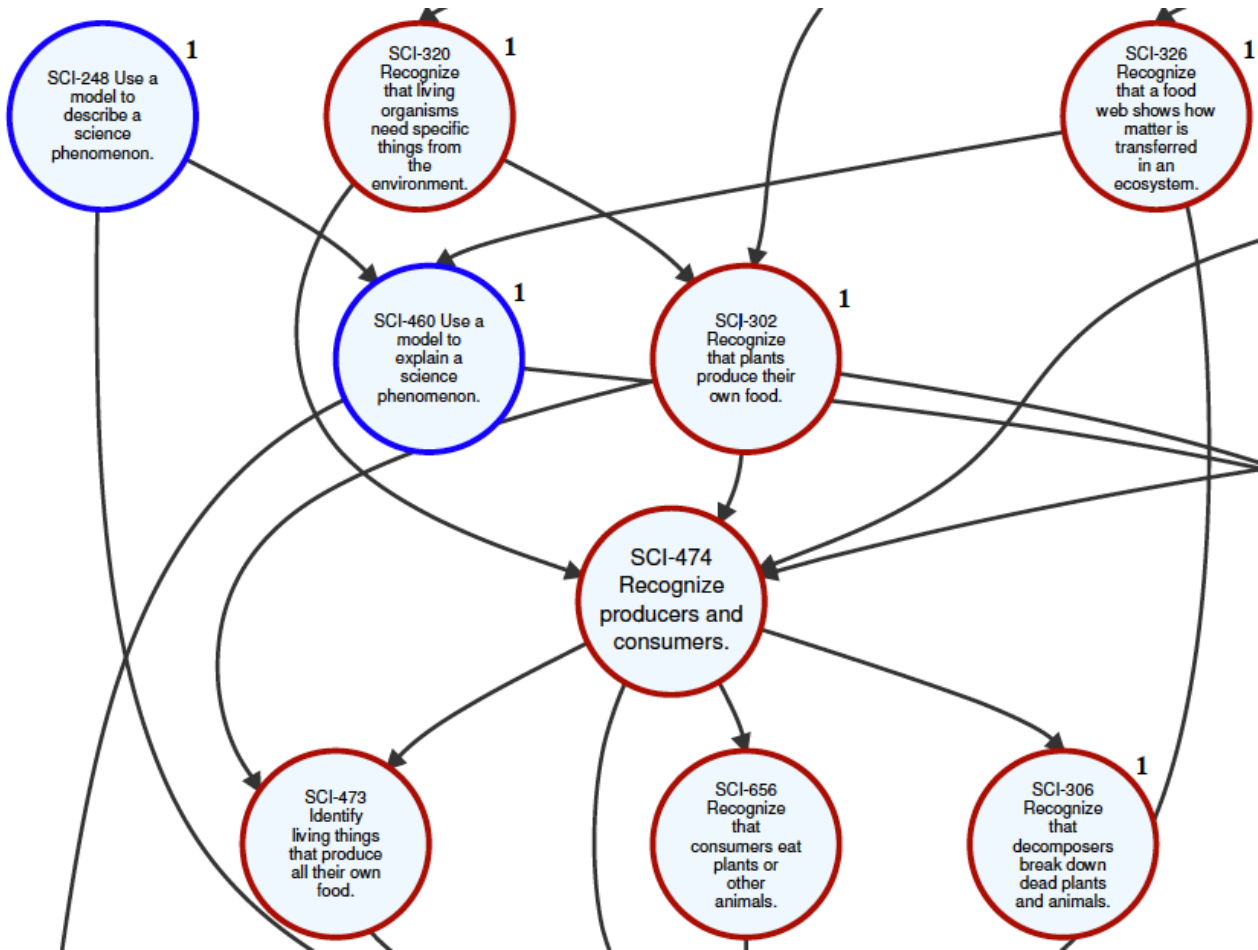 SCI-248 Use a
model to
describe a
science
phenomenon.
1
SCI-320
Recognize
that living
organisms
need specific
things from
the
environment.
1
SCI-326
Recognize
that a food
web shows how
matter is
transferred
in an
ecosystem.
1
SCI-460 Use a
model to
explain a
science
phenomenon.
1
SCI-302
Recognize
that plants
produce their
own food.
1
SCI-474
Recognize
producers and
consumers.
SCI-473
Identify
living things
that produce
all their own
food.
SCI-656
Recognize
that
consumers eat
plants or
other
animals.
SCI-306
Recognize
that
decomposers
break down
dead plants
and animals.
1